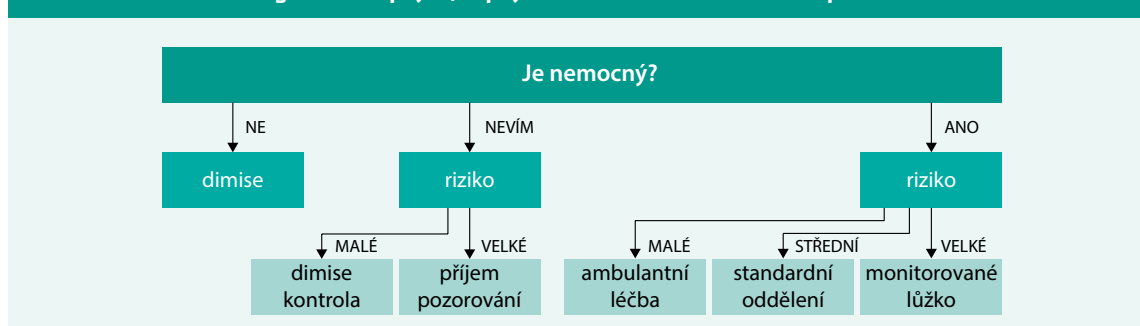 Je nemocný?
NE
NEVÍM
ANO
dimise
riziko
riziko
MALÉ
VELKÉ
MALÉ
STŘEDNÍ
VELKÉ
dimise
kontrola
příjem
pozorování
ambulantní
léčba
standardní
oddělení
monitorované
lůžko